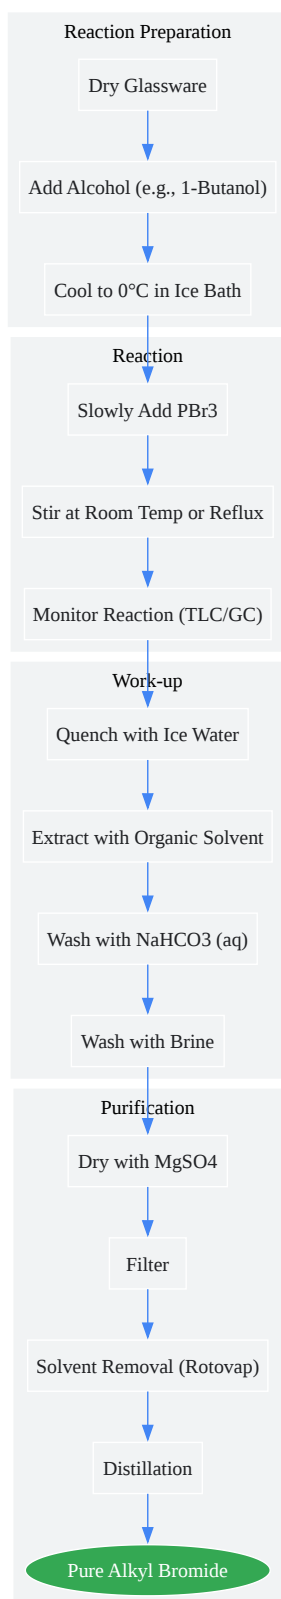 Reaction Preparation
Dry Glassware
Add Alcohol (e.g., 1-Butanol)
Cool to 0°C in Ice Bath
Reaction
Slowly Add PBr3
Stir at Room Temp or Reflux
Monitor Reaction (TLC/GC)
Work-up
Quench with Ice Water
Extract with Organic Solvent
Wash with NaHCO3 (aq)
Wash with Brine
Purification
Dry with MgSO4
Filter
Solvent Removal (Rotovap)
Distillation
Pure Alkyl Bromide